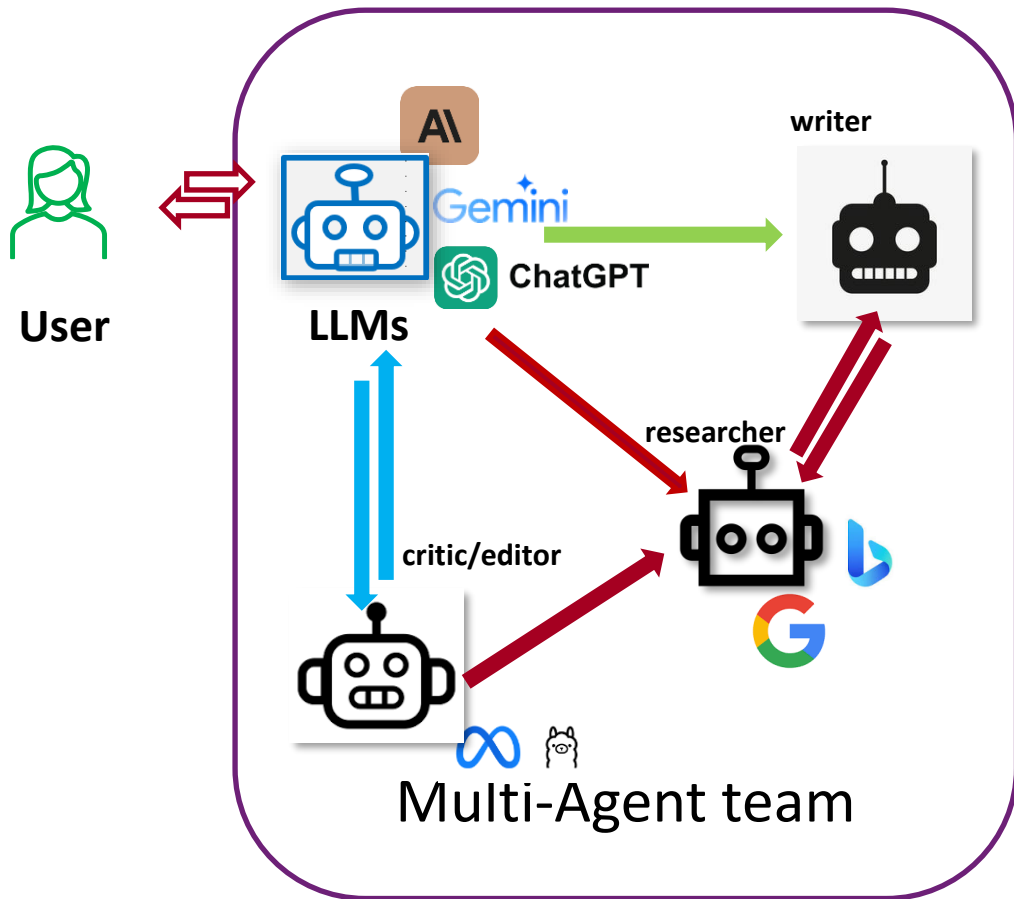 writer
A\
Gemini
ChatGPT
User
LLMs
researcher
critic/editor
Multi-Agent team